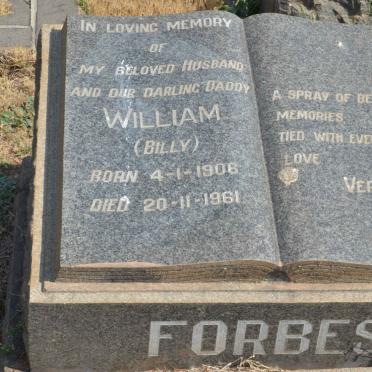 IN LOVING MEMORY
OF
MY BELOVED HUSBAND
AND OUR DARLING DADDY
WILLIAM
(BILLY)
BORN 4-1-1906
DIED 20-11-1961
A SPRAY OF
MEMORIES
TIED WITH
LOVE
FORBES